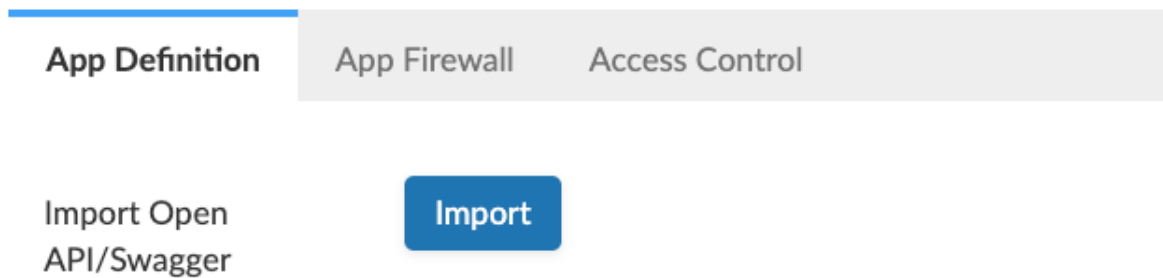 App Definition App Firewall Access Control
Import Open Import
API/Swagger